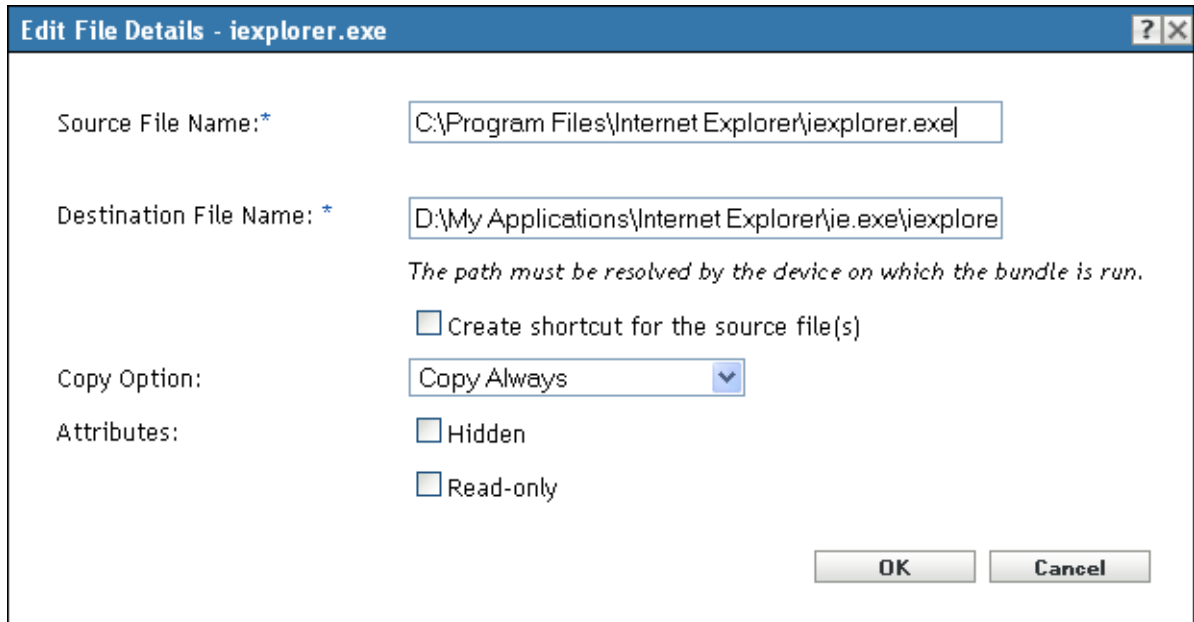 Edit File Details - iexplorer.exe ? X
Source File Name:* C:\Program Files\Internet Explorer\iexplorer.exe
Destination File Name: * D:\My Applications\Internet Explorer\ie.exe\iexplore
The path must be resolved by the device on which the bundle is run.
Create shortcut for the source file(s)
Copy Option: Copy Always
Attributes: Hidden
Read-only
OK Cancel